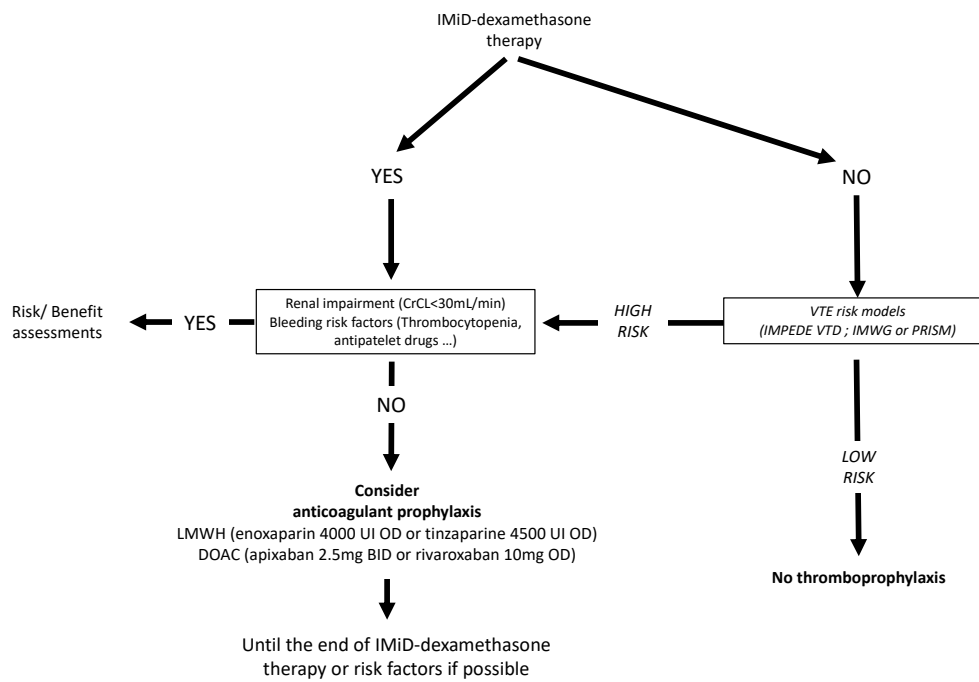 IMiD-dexamethasone
therapy
YES
NO
Risk/ Benefit
assessments
YES
Renal impairment (CrCL<30mL/min)
Bleeding risk factors (Thrombocytopenia,
antipatelet drugs ...)
HIGH
RISK
VTE risk models
(IMPEDE VTD ; IMWG or PRISM)
NO
LOW
RISK
Consider
anticoagulant prophylaxis
LMWH (enoxaparin 4000 UI OD or tinzaparine 4500 UI OD)
DOAC (apixaban 2.5mg BID or rivaroxaban 10mg OD)
No thromboprophylaxis
Until the end of IMiD-dexamethasone
therapy or risk factors if possible